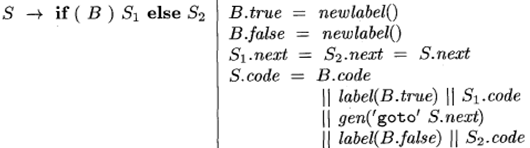 S → if ( B ) S₁ else S₂
B.true = newlabel()
B.false = newlabel()
S₁.next = S₂.next = S.next
S.code = B.code
|| label(B.true) || S₁.code
|| gen('goto' S.next)
|| label(B.false) || S₂.code